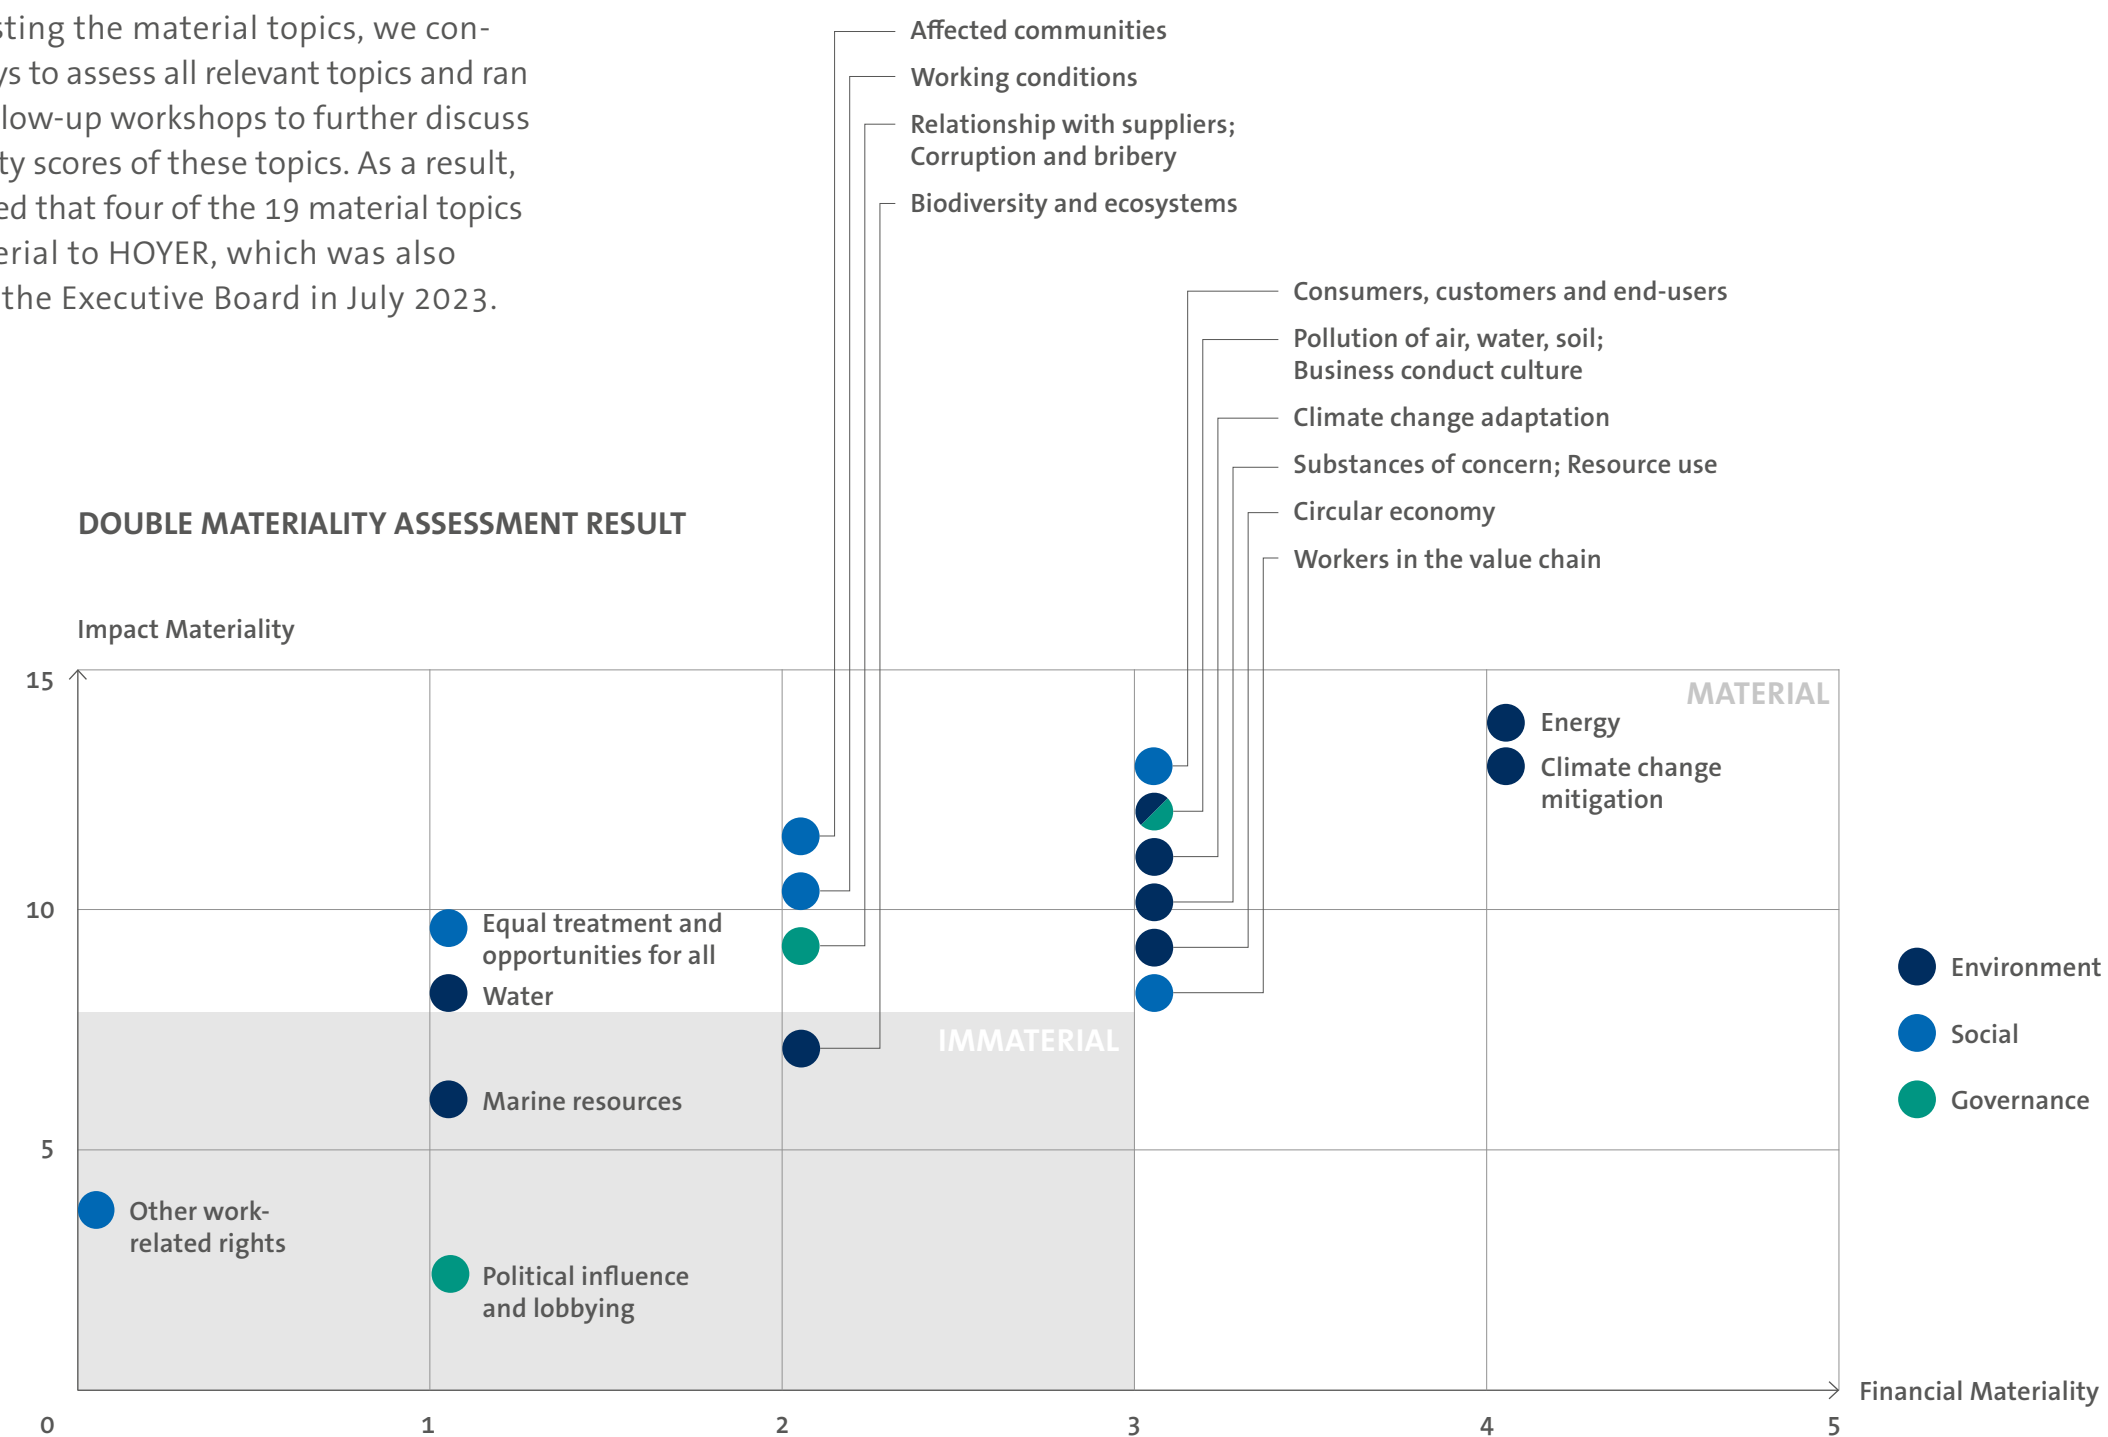 sting the material topics, we con-
ys to assess all relevant topics and ran
low-up workshops to further discuss
ty scores of these topics. As a result,
ed that four of the 19 material topics
erial to HOYER, which was also
the Executive Board in July 2023.
Affected communities
Working conditions
Relationship with suppliers;
Corruption and bribery
Biodiversity and ecosystems
Consumers, customers and end-users
Pollution of air, water, soil;
Business conduct culture
Climate change adaptation
Substances of concern; Resource use
Circular economy
Workers in the value chain
DOUBLE MATERIALITY ASSESSMENT RESULT
Impact Materiality
15
MATERIAL
Energy
Climate change
mitigation
10
Equal treatment and
opportunities for all
Water
IMMATERIAL
Marine resources
5
Other work-
related rights
Political influence
and lobbying
Environment
Social
Governance
Financial Materiality
0
1
2
3
4
5